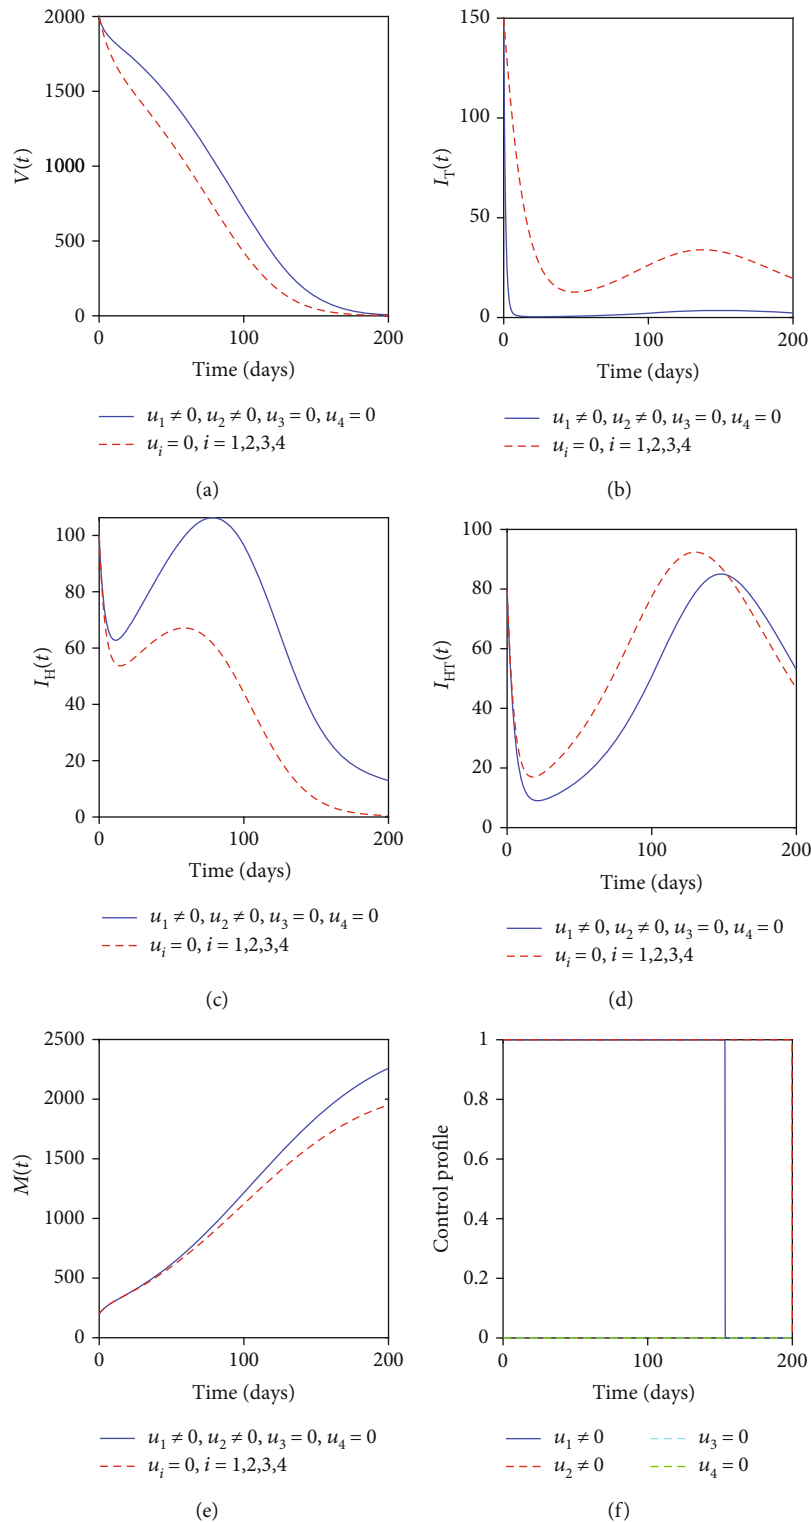 2000
1500
1000
500
0
V(t)
0 100 200
Time (days)
u₁ ≠ 0, u₂ ≠ 0, u₃ = 0, u₄ = 0
uᵢ = 0, i = 1,2,3,4
(a)
150
100
50
0
I_T(t)
0 100 200
Time (days)
u₁ ≠ 0, u₂ ≠ 0, u₃ = 0, u₄ = 0
uᵢ = 0, i = 1,2,3,4
(b)
100
80
60
40
20
0
I_H(t)
0 100 200
Time (days)
u₁ ≠ 0, u₂ ≠ 0, u₃ = 0, u₄ = 0
uᵢ = 0, i = 1,2,3,4
(c)
100
80
60
40
20
0
I_HT(t)
0 100 200
Time (days)
u₁ ≠ 0, u₂ ≠ 0, u₃ = 0, u₄ = 0
uᵢ = 0, i = 1,2,3,4
(d)
2500
2000
1500
1000
500
0
M(t)
0 100 200
Time (days)
u₁ ≠ 0, u₂ ≠ 0, u₃ = 0, u₄ = 0
uᵢ = 0, i = 1,2,3,4
(e)
1
0.8
0.6
0.4
0.2
0
Control profile
0 100 200
Time (days)
u₁ ≠ 0 u₃ = 0
u₂ ≠ 0 u₄ = 0
(f)